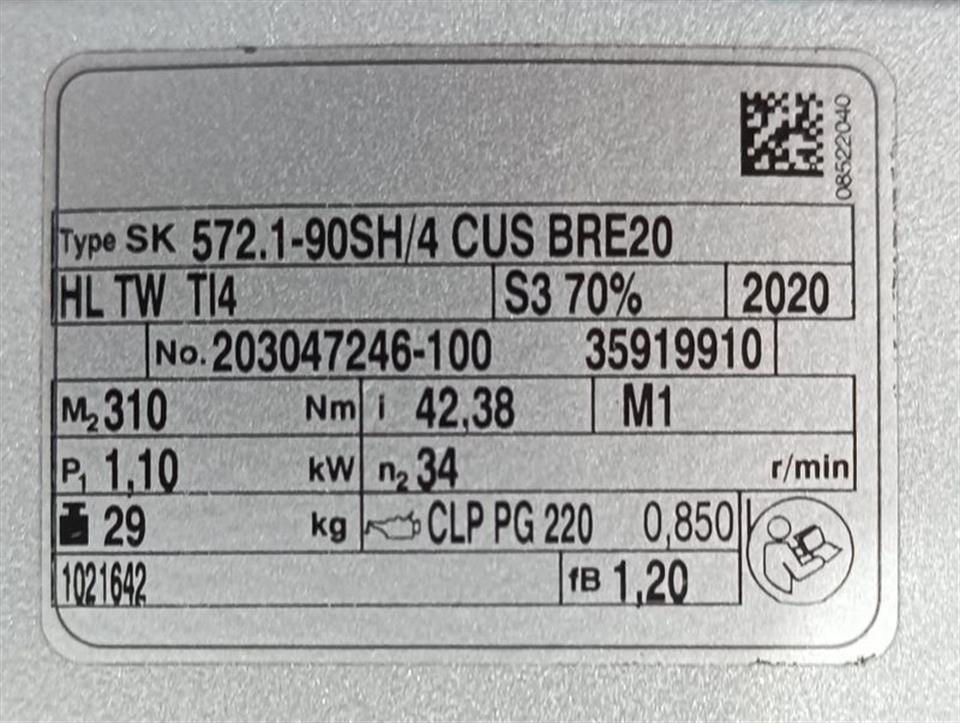 08522040
Type SK 572.1-90SH/4 CUS BRE20
HL TW TI4 S3 70% 2020
No. 203047246-100 35919910
M2 310 Nm i 42,38 M1
P1 1,10 kW n2 34 r/min
29 kg CLP PG 220 0,850
1021642 fB 1,20